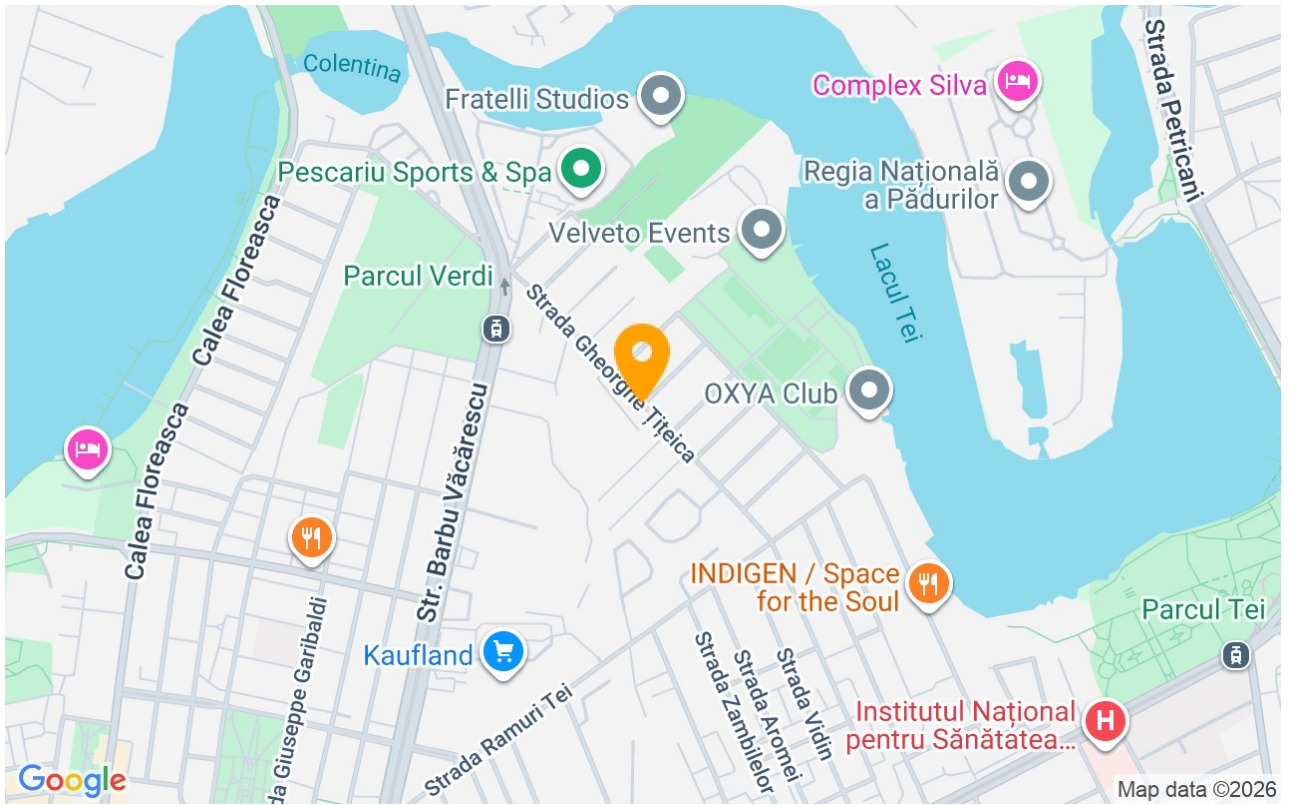 Colentina
Strada Petricani
Complex Silva
Fratelli Studios
Pescariu Sports & Spa
Regia Națională
a Pădurilor
Calea Floreasca
Velveto Events
Lacul Tei
Parcul Verdi
Strada Gheorghe Țițeica
OXYA Club
Calea Floreasca
Str. Barbu Văcărescu
INDIGEN / Space
for the Soul
Parcul Tei
Kaufland
da Giuseppe Garibaldi
Strada Ramuri Tei
Strada Zambilelor
Strada Aromei
Strada Vidin
Institutul Național
pentru Sănătatea...
H
Google
Map data ©2026